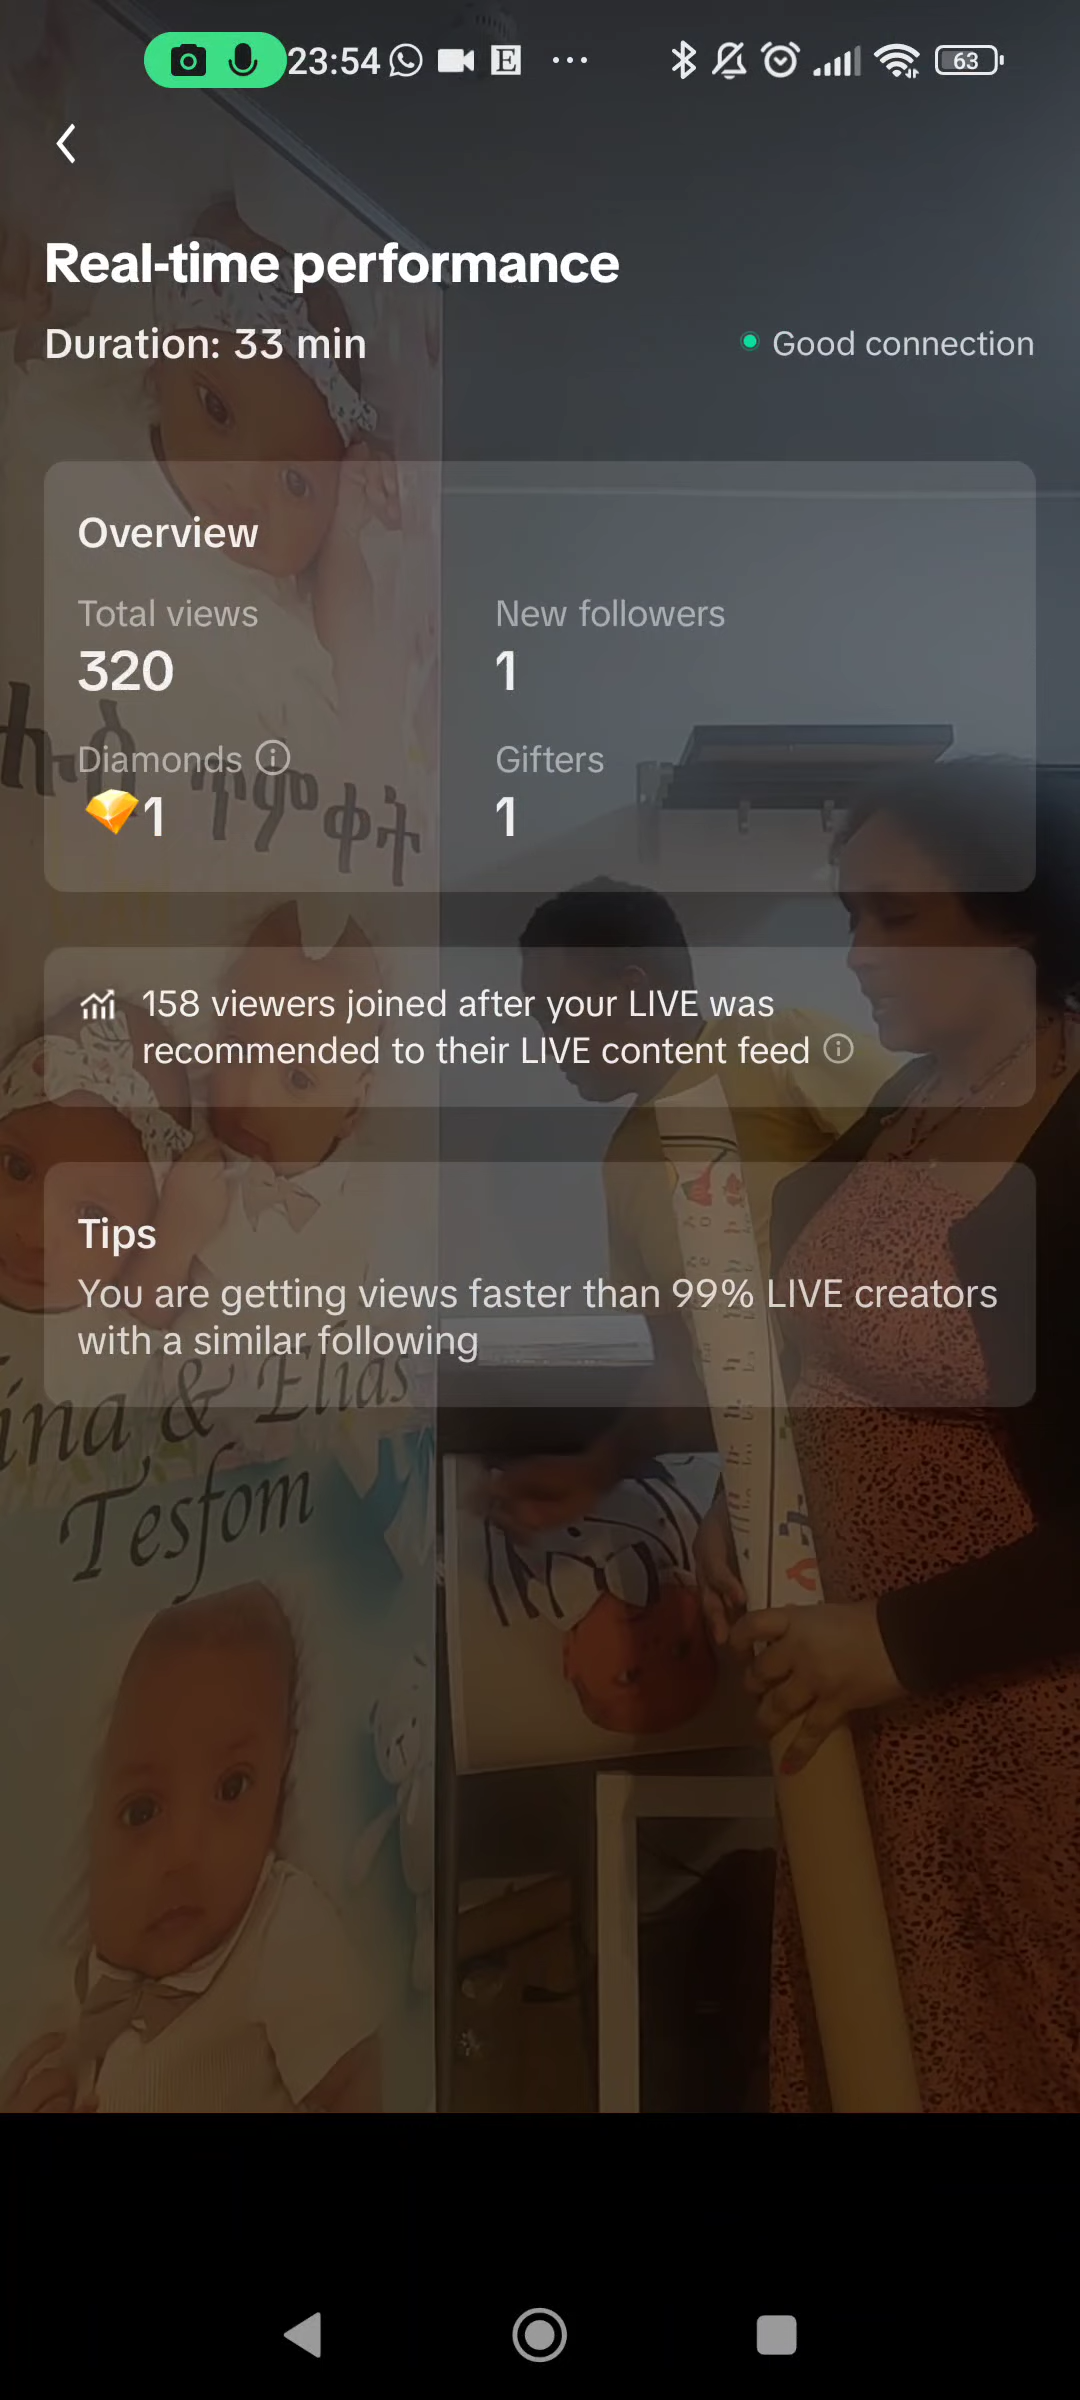 23:54
63
Real-time performance
Duration: 33 min
Good connection
Overview
Total views
320
New followers
1
Diamonds
1
Gifters
1
158 viewers joined after your LIVE was
recommended to their LIVE content feed
Tips
You are getting views faster than 99% LIVE creators
with a similar following
ጥምቀት
ina & Elias
Tesfom